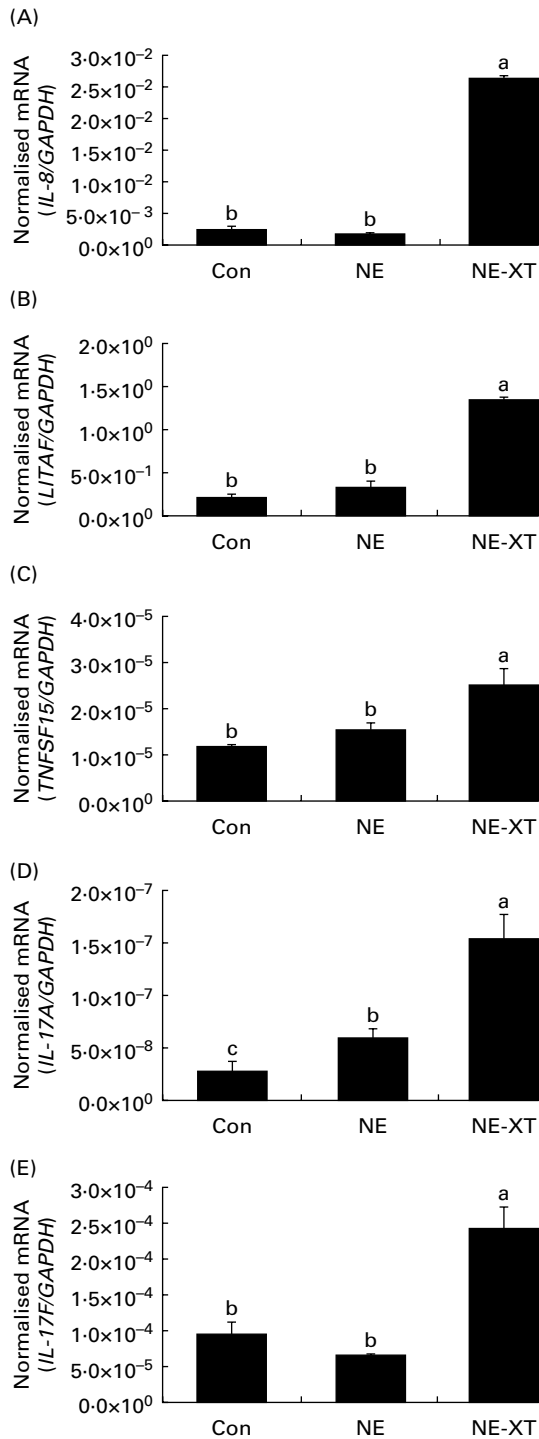 (A)
Normalised mRNA
(IL-8/GAPDH)
3·0×10⁻²
2·5×10⁻²
2·0×10⁻²
1·0×10⁻²
1·0×10⁻²
5·0×10⁻³
0·0×10⁰
b
b
a
Con NE NE-XT
(B)
Normalised mRNA
(LITAF/GAPDH)
2·0×10⁰
1·5×10⁰
1·0×10⁰
5·0×10⁻¹
0·0×10⁰
b
b
a
Con NE NE-XT
(C)
Normalised mRNA
(TNFSF15/GAPDH)
4·0×10⁻⁵
3·0×10⁻⁵
2·0×10⁻⁵
1·0×10⁻⁵
0·0×10⁰
b
b
a
Con NE NE-XT
(D)
Normalised mRNA
(IL-17A/GAPDH)
2·0×10⁻⁷
1·5×10⁻⁷
1·0×10⁻⁷
5·0×10⁻⁸
0·0×10⁰
c
b
a
Con NE NE-XT
(E)
Normalised mRNA
(IL-17F/GAPDH)
3·0×10⁻⁴
2·5×10⁻⁴
2·0×10⁻⁴
1·5×10⁻⁴
1·0×10⁻⁴
5·0×10⁻⁵
0·0×10⁰
b
b
a
Con NE NE-XT